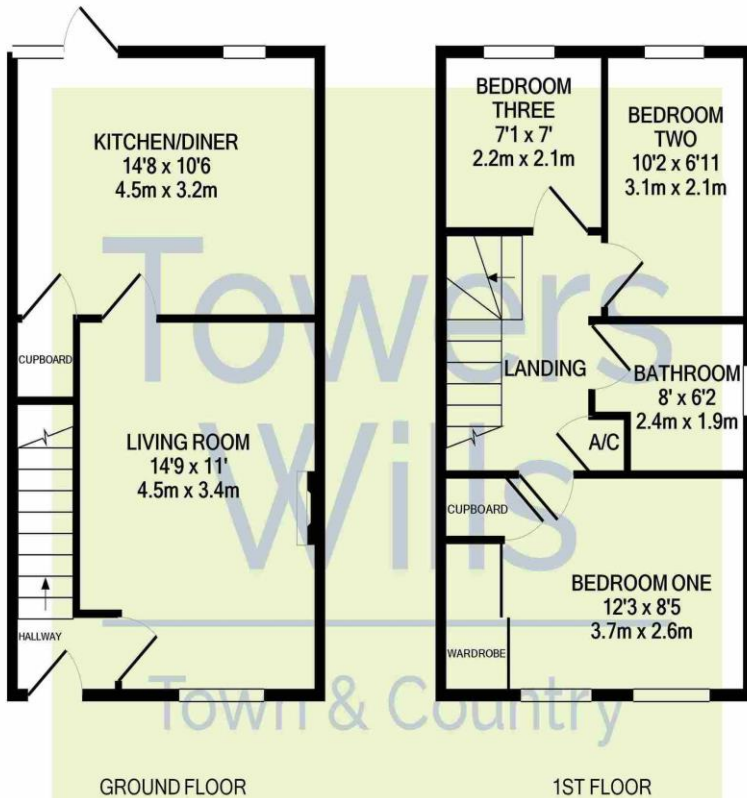 KITCHEN/DINER
14'8 x 10'6
4.5m x 3.2m
CUPBOARD
LIVING ROOM
14'9 x 11'
4.5m x 3.4m
HALLWAY
GROUND FLOOR
BEDROOM
THREE
7'1 x 7'
2.2m x 2.1m
BEDROOM
TWO
10'2 x 6'11
3.1m x 2.1m
LANDING
BATHROOM
8' x 6'2
2.4m x 1.9m
A/C
CUPBOARD
BEDROOM ONE
12'3 x 8'5
3.7m x 2.6m
WARDROBE
1ST FLOOR
Towers
Wills
Town & Country